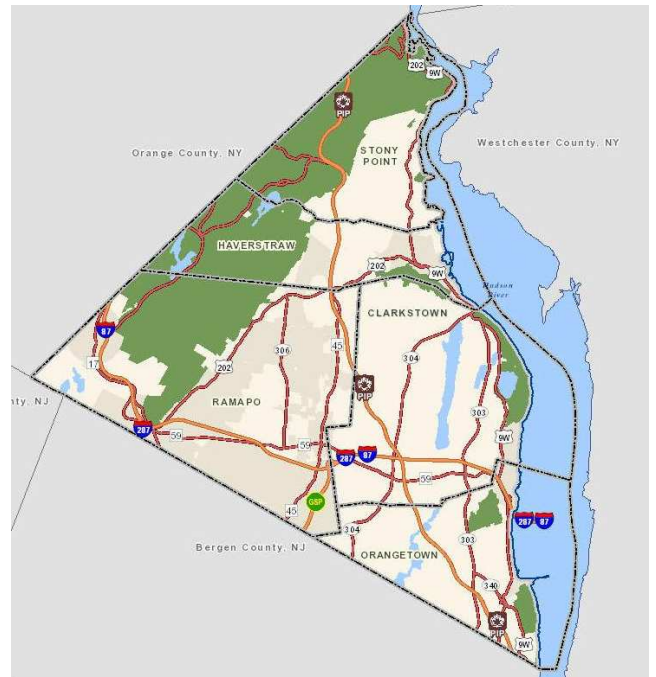 202
9W
PIP
Orange County, NY
Westchester County, NY
STONY
POINT
HAVERSTRAW
202
9W
Hudson
River
87
CLARKSTOWN
17
306
45
304
202
PIP
nty, NJ
RAMAPO
303
287
59
59
9W
287
87
59
GSP
45
304
287
87
303
Bergen County, NJ
ORANGETOWN
340
PIP
9W